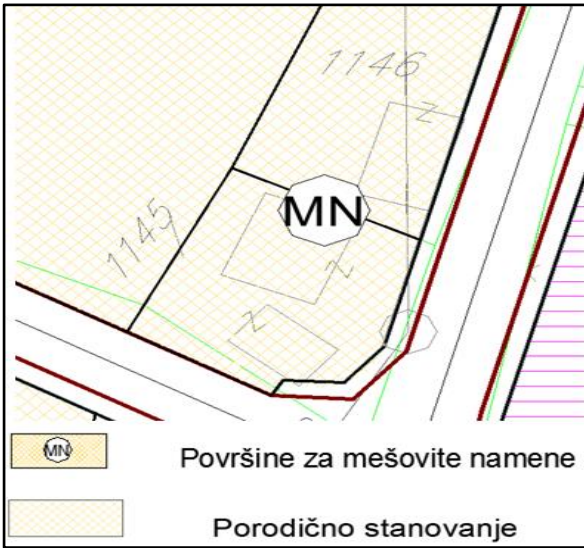 1146
MN
1145
z
z
z
MN Površine za mešovite namene
Porodično stanovanje